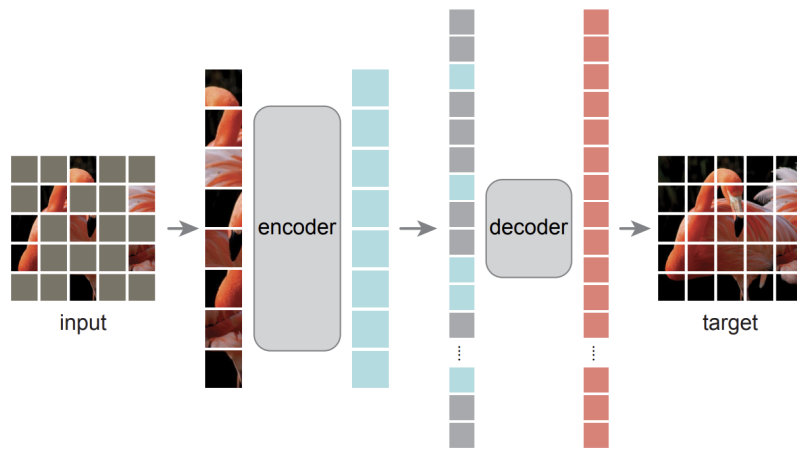 input
encoder
decoder
target